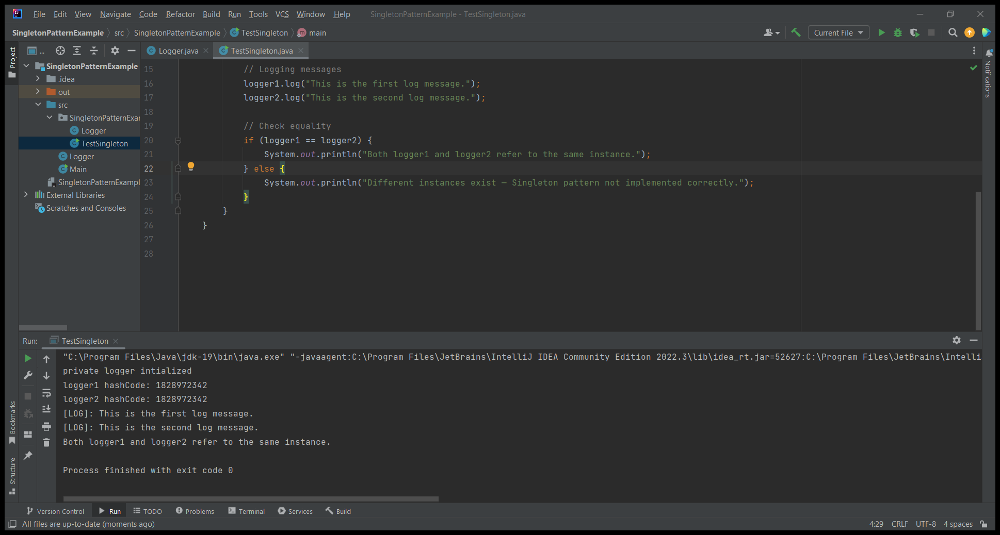 File Edit View Navigate Code Refactor Build Run Tools VCS Window Help SingletonPatternExample - TestSingleton.java
SingletonPatternExample src SingletonPatternExample TestSingleton main Current File
Project
... Logger.java TestSingleton.java
SingletonPatternExample
.idea
out
src
SingletonPatternExa
Logger
TestSingleton
Logger
Main
SingletonPatternExampl
External Libraries
Scratches and Consoles
15 // Logging messages
16 logger1.log("This is the first log message.");
17 logger2.log("This is the second log message.");
18
19 // Check equality
20 if (logger1 == logger2) {
21 System.out.println("Both logger1 and logger2 refer to the same instance.");
22 } else {
23 System.out.println("Different instances exist — Singleton pattern not implemented correctly.");
24 }
25 }
26 }
27
28
Notifications
Run: TestSingleton
"C:\Program Files\Java\jdk-19\bin\java.exe" "-javaagent:C:\Program Files\JetBrains\IntelliJ IDEA Community Edition 2022.3\lib\idea_rt.jar=52627:C:\Program Files\JetBrains\Intelli
private logger intialized
logger1 hashCode: 1828972342
logger2 hashCode: 1828972342
[LOG]: This is the first log message.
[LOG]: This is the second log message.
Both logger1 and logger2 refer to the same instance.
Process finished with exit code 0
Bookmarks
Structure
Version Control Run TODO Problems Terminal Services Build
All files are up-to-date (moments ago) 4:29 CRLF UTF-8 4 spaces